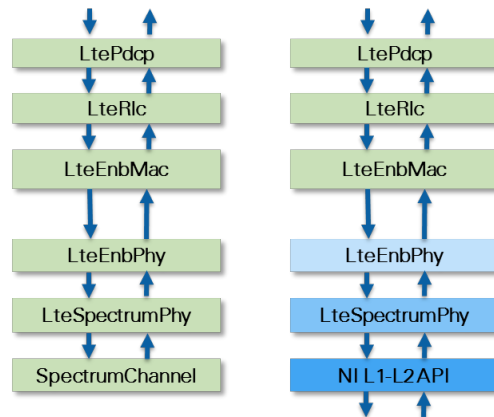 LtePdcp
LteRlc
LteEnbMac
LteEnbPhy
LteSpectrumPhy
SpectrumChannel
LtePdcp
LteRlc
LteEnbMac
LteEnbPhy
LteSpectrumPhy
NI L1-L2 API